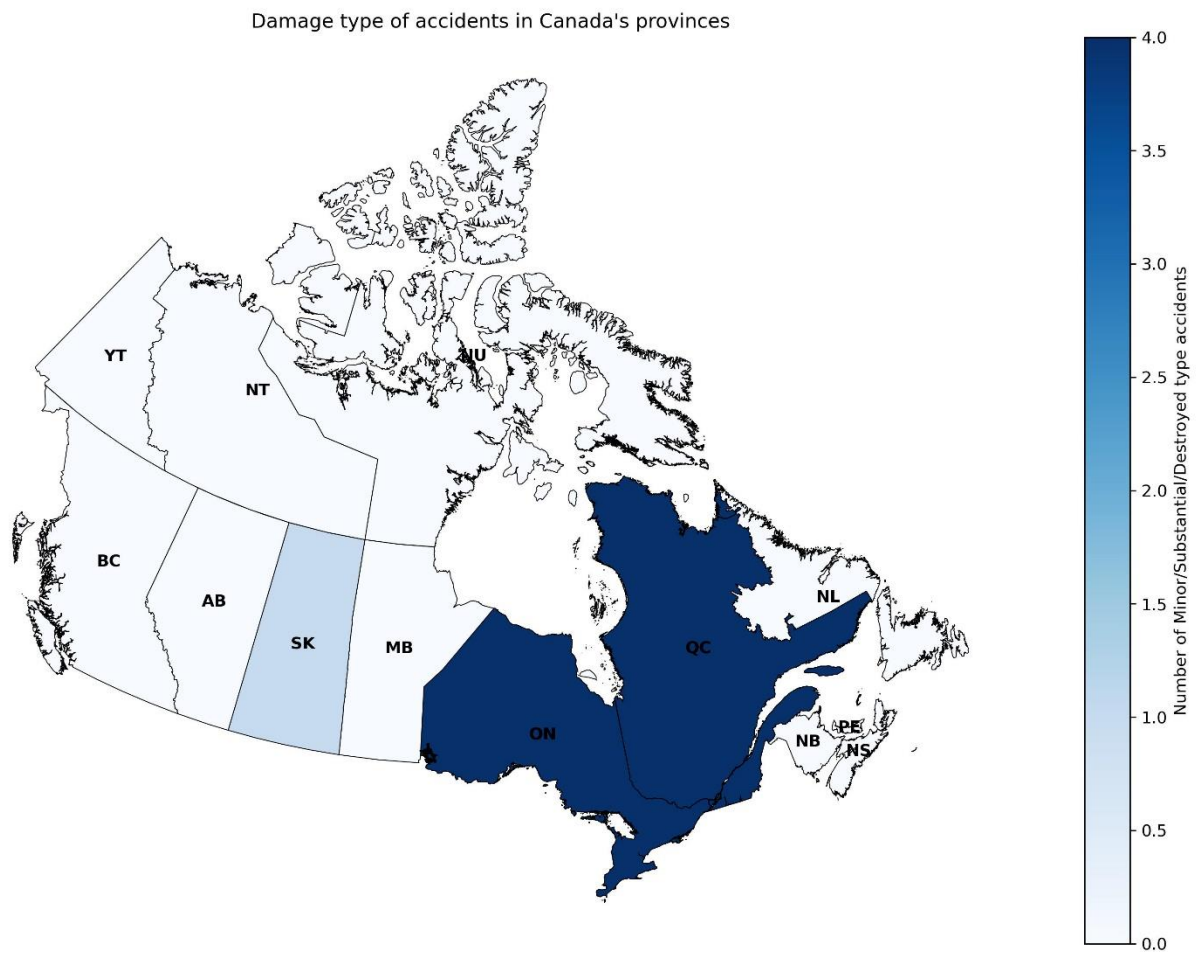 Damage type of accidents in Canada's provinces
4.0
3.5
3.0
2.5
2.0
1.5
1.0
0.5
0.0
Number of Minor/Substantial/Destroyed type accidents
YT
NT
NU
BC
AB
SK
MB
ON
QC
NL
NB
PE
NS